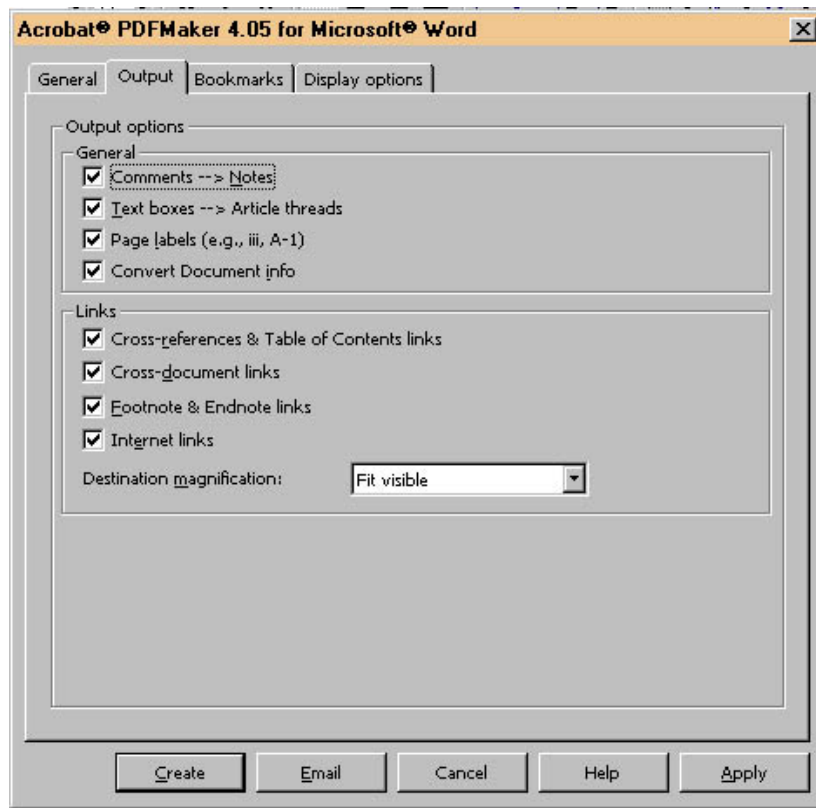 Acrobat® PDFMaker 4.05 for Microsoft® Word
General Output Bookmarks Display options
Output options
General
Comments --> Notes
Text boxes --> Article threads
Page labels (e.g., iii, A-1)
Convert Document info
Links
Cross-references & Table of Contents links
Cross-document links
Footnote & Endnote links
Internet links
Destination magnification: Fit visible
Create Email Cancel Help Apply